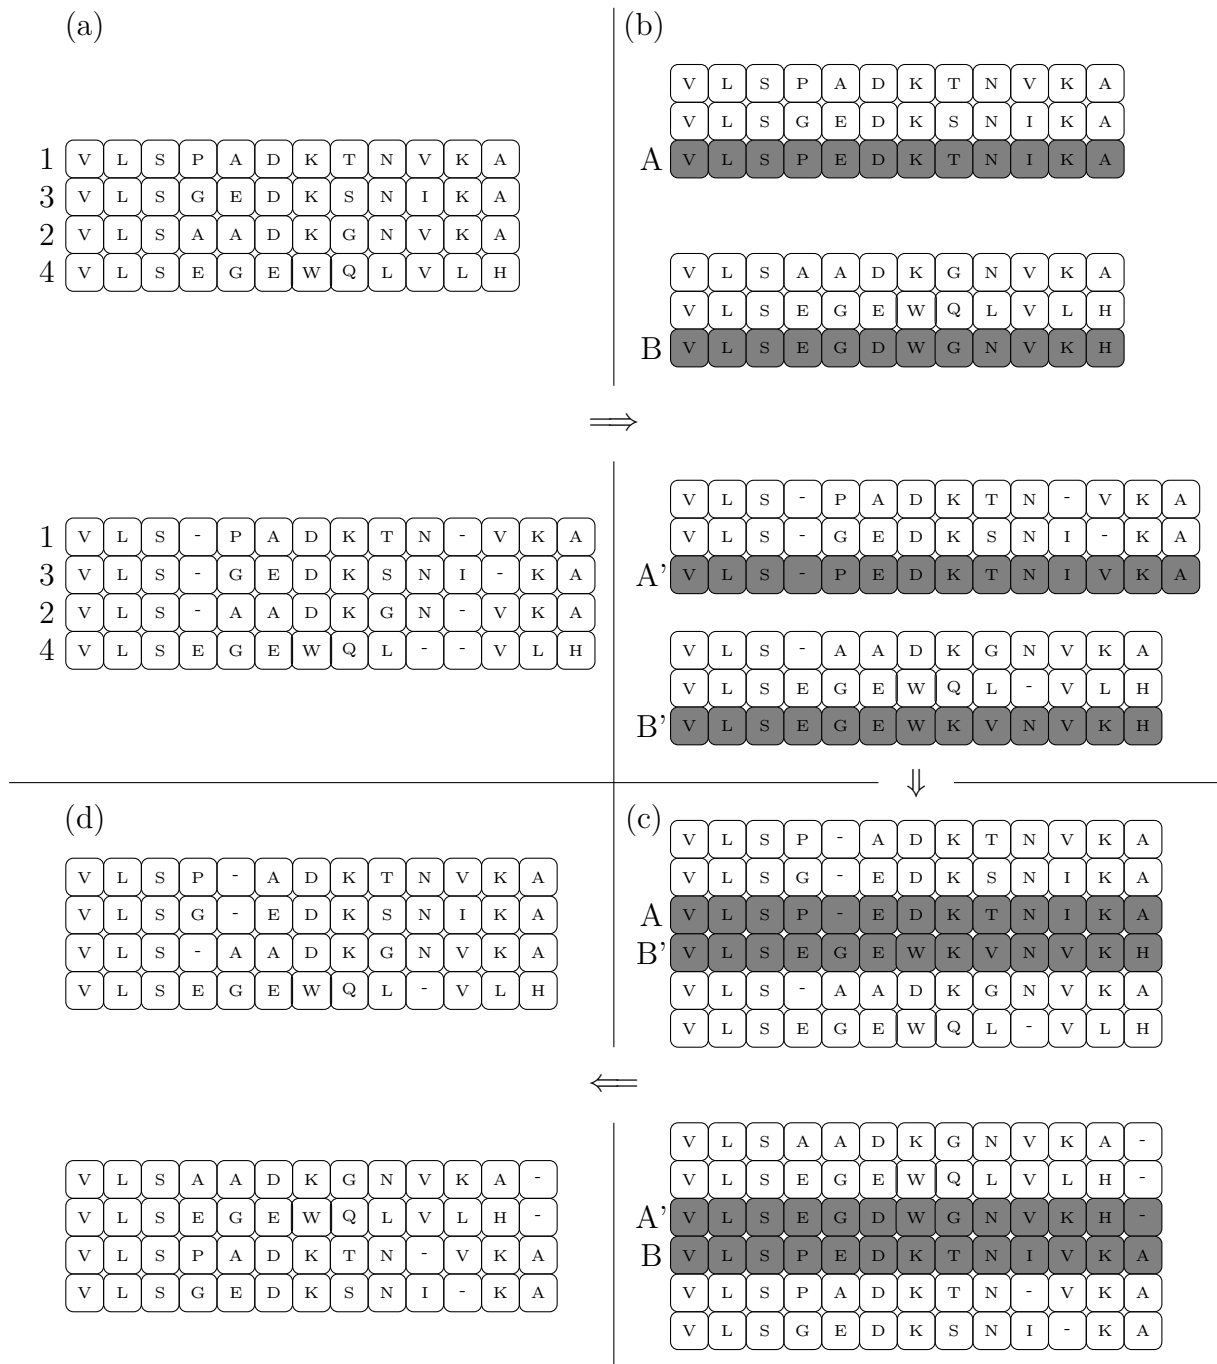 (a)
1 V L S P A D K T N V K A
3 V L S G E D K S N I K A
2 V L S A A D K G N V K A
4 V L S E G E W Q L V L H
1 V L S - P A D K T N - V K A
3 V L S - G E D K S N I - K A
2 V L S - A A D K G N - V K A
4 V L S E G E W Q L - - V L H
(b)
V L S P A D K T N V K A
V L S G E D K S N I K A
A V L S P E D K T N I K A
V L S A A D K G N V K A
V L S E G E W Q L V L H
B V L S E G D W G N V K H
⟹
V L S - P A D K T N - V K A
V L S - G E D K S N I - K A
A' V L S - P E D K T N I V K A
V L S - A A D K G N V K A
V L S E G E W Q L - V L H
B' V L S E G E W K V N V K H
⇓
(c)
V L S P - A D K T N V K A
V L S G - E D K S N I K A
A V L S P - E D K T N I K A
B' V L S E G E W K V N V K H
V L S - A A D K G N V K A
V L S E G E W Q L - V L H
⟸
V L S A A D K G N V K A -
V L S E G E W Q L V L H -
A' V L S E G D W G N V K H -
B V L S P E D K T N I V K A
V L S P A D K T N - V K A
V L S G E D K S N I - K A
(d)
V L S P - A D K T N V K A
V L S G - E D K S N I K A
V L S - A A D K G N V K A
V L S E G E W Q L - V L H
V L S A A D K G N V K A -
V L S E G E W Q L V L H -
V L S P A D K T N - V K A
V L S G E D K S N I - K A